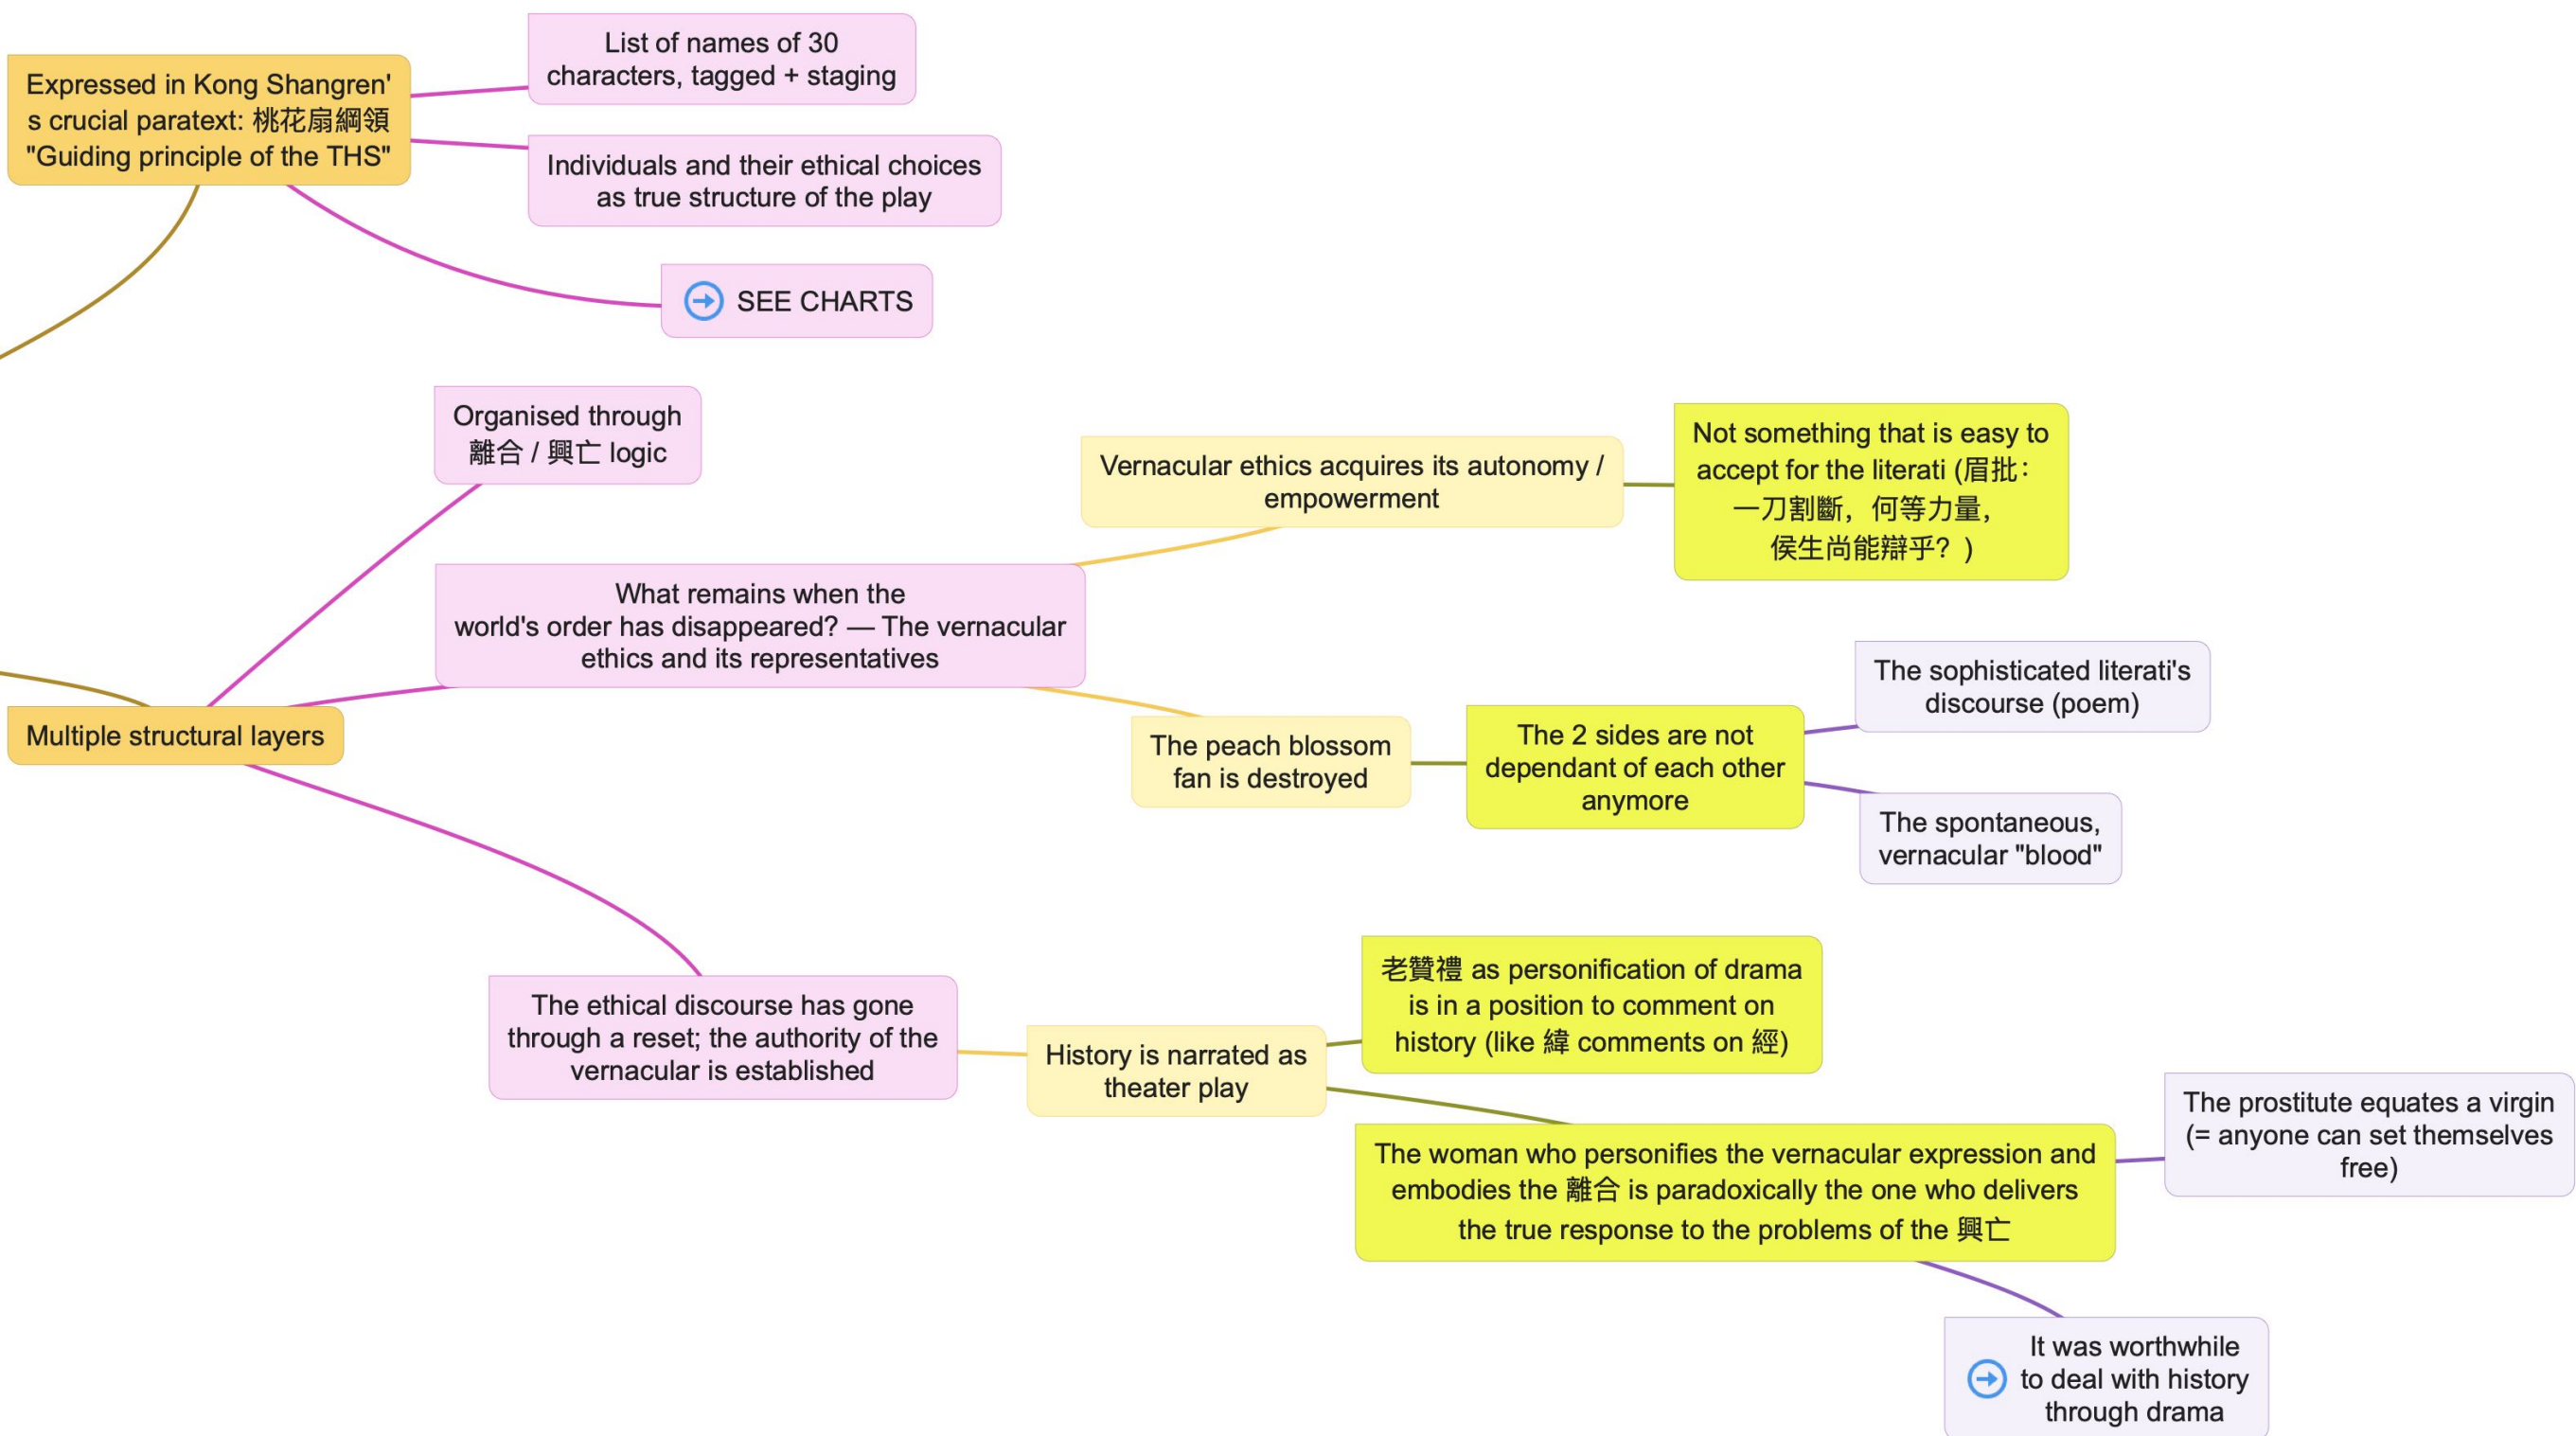 Expressed in Kong Shangren'
s crucial paratext: 桃花扇綱領
"Guiding principle of the THS"
List of names of 30
characters, tagged + staging
Individuals and their ethical choices
as true structure of the play
SEE CHARTS
Multiple structural layers
Organised through
離合 / 興亡 logic
What remains when the
world's order has disappeared? — The vernacular
ethics and its representatives
Vernacular ethics acquires its autonomy /
empowerment
Not something that is easy to
accept for the literati (眉批：
一刀割斷，何等力量，
侯生尚能辯乎？)
The peach blossom
fan is destroyed
The 2 sides are not
dependant of each other
anymore
The sophisticated literati's
discourse (poem)
The spontaneous,
vernacular "blood"
The ethical discourse has gone
through a reset; the authority of the
vernacular is established
History is narrated as
theater play
老贊禮 as personification of drama
is in a position to comment on
history (like 緯 comments on 經)
The woman who personifies the vernacular expression and
embodies the 離合 is paradoxically the one who delivers
the true response to the problems of the 興亡
The prostitute equates a virgin
(= anyone can set themselves
free)
It was worthwhile
to deal with history
through drama